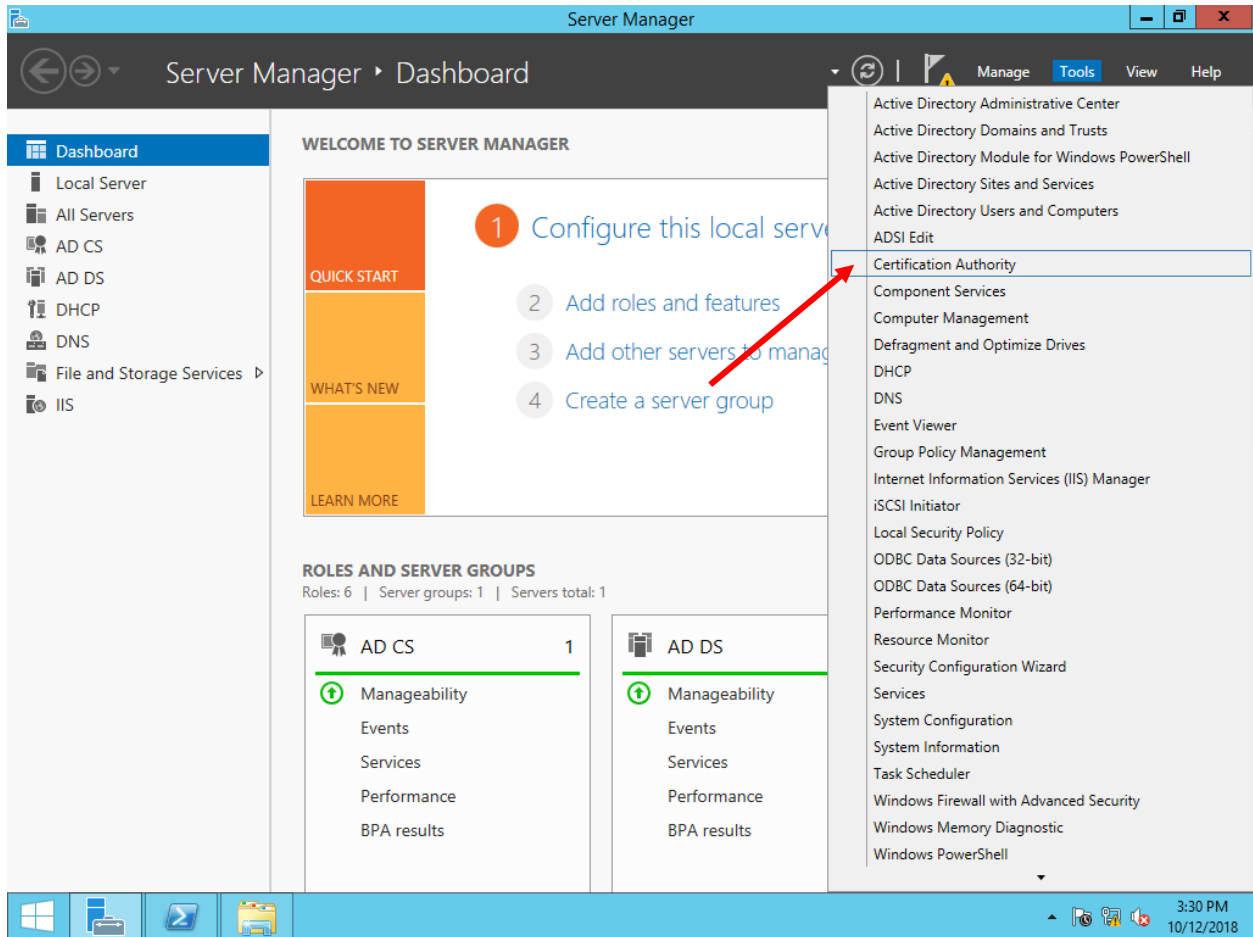 Server Manager
Server Manager ‣ Dashboard
Manage Tools View Help
Dashboard
Local Server
All Servers
AD CS
AD DS
DHCP
DNS
File and Storage Services
IIS
WELCOME TO SERVER MANAGER
QUICK START
WHAT'S NEW
LEARN MORE
1 Configure this local serve
2 Add roles and features
3 Add other servers to manag
4 Create a server group
ROLES AND SERVER GROUPS
Roles: 6 | Server groups: 1 | Servers total: 1
AD CS 1
Manageability
Events
Services
Performance
BPA results
AD DS
Manageability
Events
Services
Performance
BPA results
Active Directory Administrative Center
Active Directory Domains and Trusts
Active Directory Module for Windows PowerShell
Active Directory Sites and Services
Active Directory Users and Computers
ADSI Edit
Certification Authority
Component Services
Computer Management
Defragment and Optimize Drives
DHCP
DNS
Event Viewer
Group Policy Management
Internet Information Services (IIS) Manager
iSCSI Initiator
Local Security Policy
ODBC Data Sources (32-bit)
ODBC Data Sources (64-bit)
Performance Monitor
Resource Monitor
Security Configuration Wizard
Services
System Configuration
System Information
Task Scheduler
Windows Firewall with Advanced Security
Windows Memory Diagnostic
Windows PowerShell
3:30 PM
10/12/2018